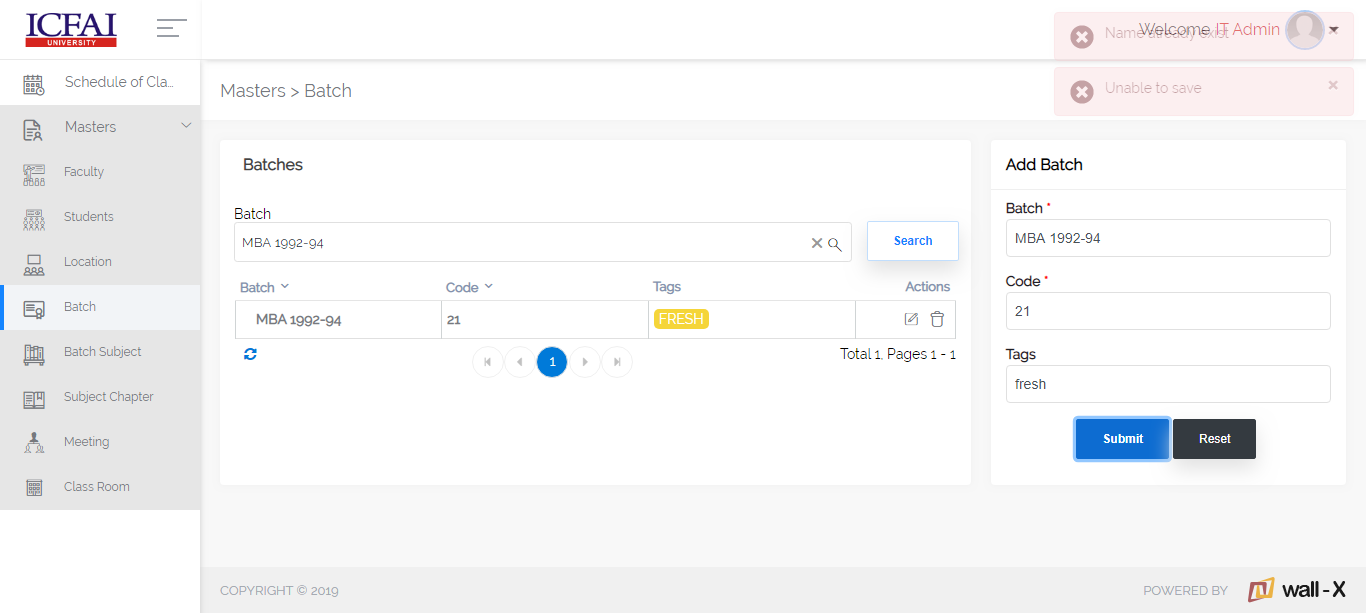 ICFAI
UNIVERSITY
Welcome IT Admin
Name already exist
Unable to save
Schedule of Cla...
Masters
Faculty
Students
Location
Batch
Batch Subject
Subject Chapter
Meeting
Class Room
Masters > Batch
Batches
Batch
MBA 1992-94
Search
Batch Code Tags Actions
MBA 1992-94 21 FRESH
1
Total 1, Pages 1 - 1
Add Batch
Batch *
MBA 1992-94
Code *
21
Tags
fresh
Submit Reset
COPYRIGHT © 2019
POWERED BY wall-X